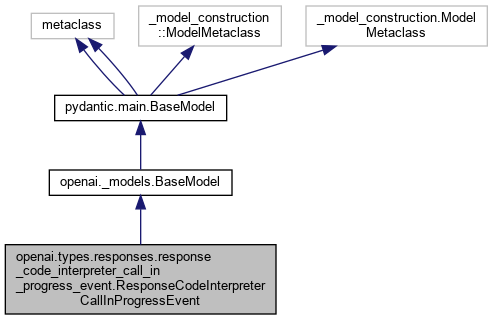 metaclass
_model_construction
::ModelMetaclass
_model_construction.Model
Metaclass
pydantic.main.BaseModel
openai._models.BaseModel
openai.types.responses.response
_code_interpreter_call_in
_progress_event.ResponseCodeInterpreter
CallInProgressEvent